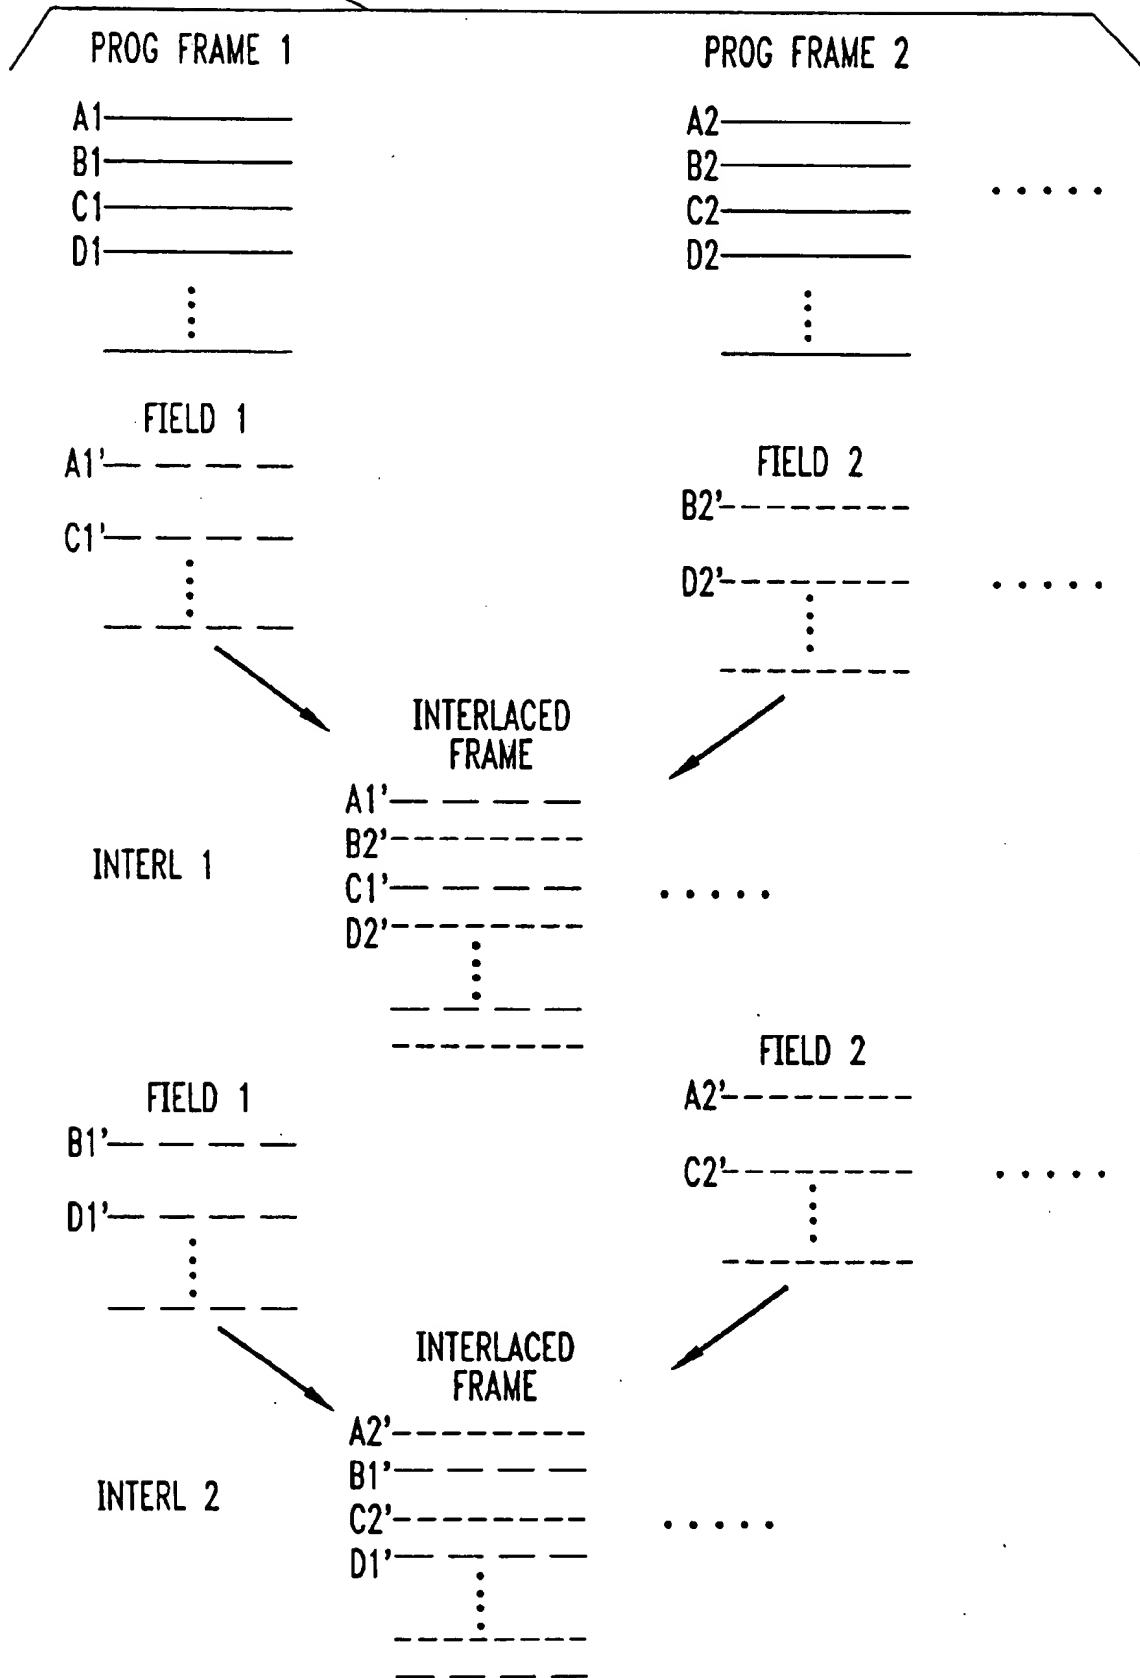 PROG FRAME 1
A1
B1
C1
D1
PROG FRAME 2
A2
B2
C2
D2
FIELD 1
A1'
C1'
FIELD 2
B2'
D2'
INTERLACED
FRAME
INTERL 1
A1'
B2'
C1'
D2'
FIELD 1
B1'
D1'
FIELD 2
A2'
C2'
INTERLACED
FRAME
INTERL 2
A2'
B1'
C2'
D1'